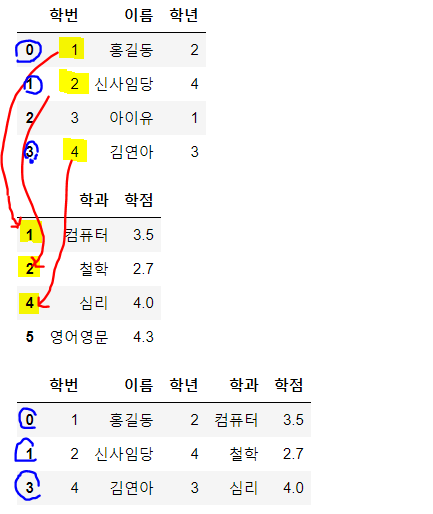 학번 이름 학년
0 1 홍길동 2
1 2 신사임당 4
2 3 아이유 1
3 4 김연아 3
학과 학점
1 컴퓨터 3.5
2 철학 2.7
4 심리 4.0
5 영어영문 4.3
학번 이름 학년 학과 학점
0 1 홍길동 2 컴퓨터 3.5
1 2 신사임당 4 철학 2.7
3 4 김연아 3 심리 4.0